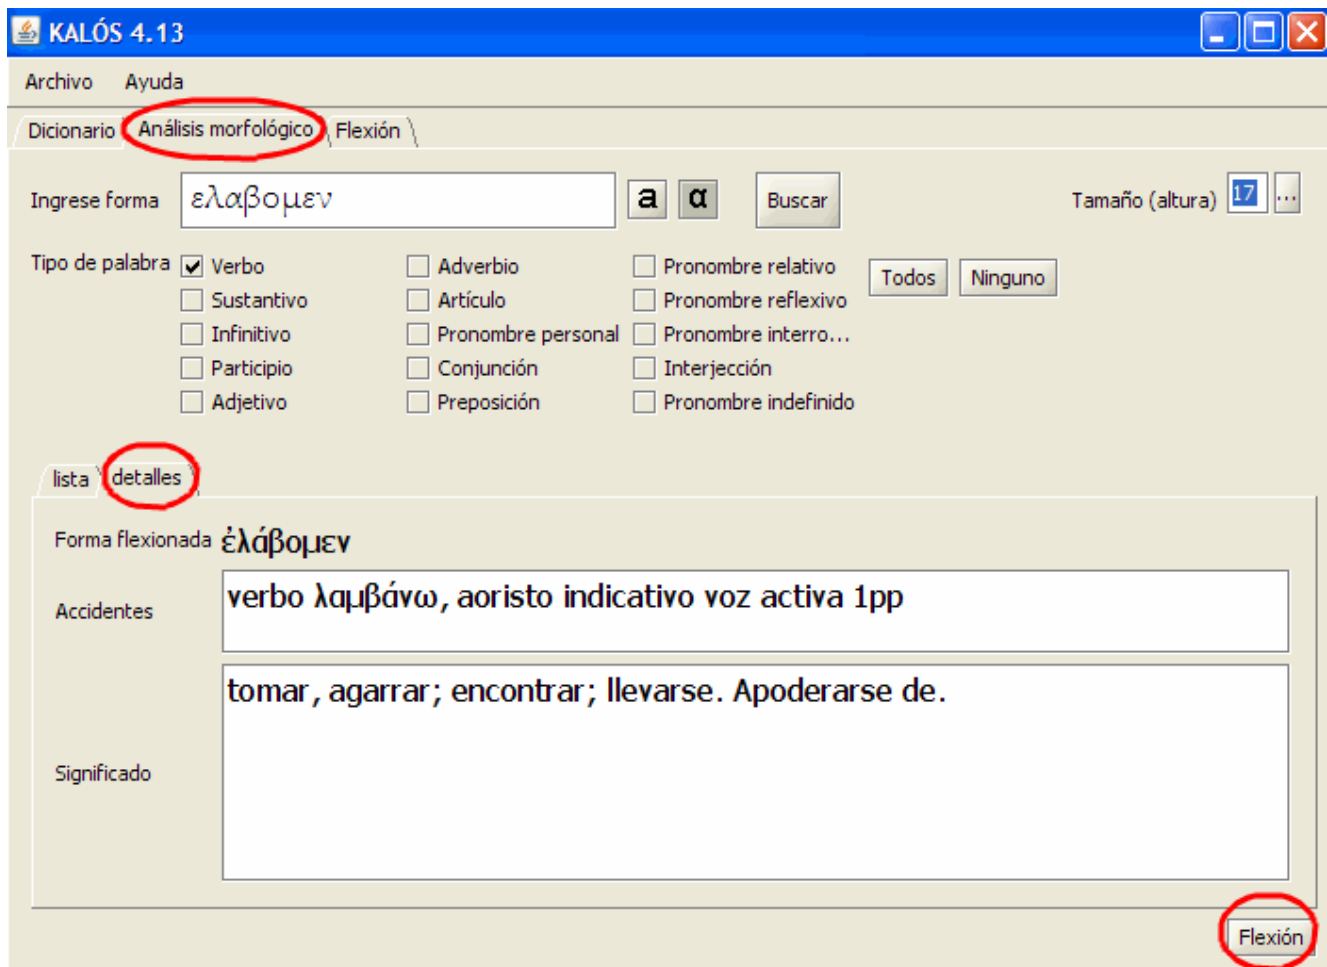 KALÓS 4.13
Archivo Ayuda
Dicionario Análisis morfológico Flexión
Ingrese forma ελαβομεν a α Buscar Tamaño (altura) 17 ...
Tipo de palabra Verbo Adverbio Pronombre relativo Todos Ninguno
Sustantivo Artículo Pronombre reflexivo
Infinitivo Pronombre personal Pronombre interro...
Participio Conjunción Interjección
Adjetivo Preposición Pronombre indefinido
lista detalles
Forma flexionada ἐλάβομεν
Accidentes verbo λαμβάνω, aoristo indicativo voz activa 1pp
tomar, agarrar; encontrar; llevarse. Apoderarse de.
Significado
Flexión